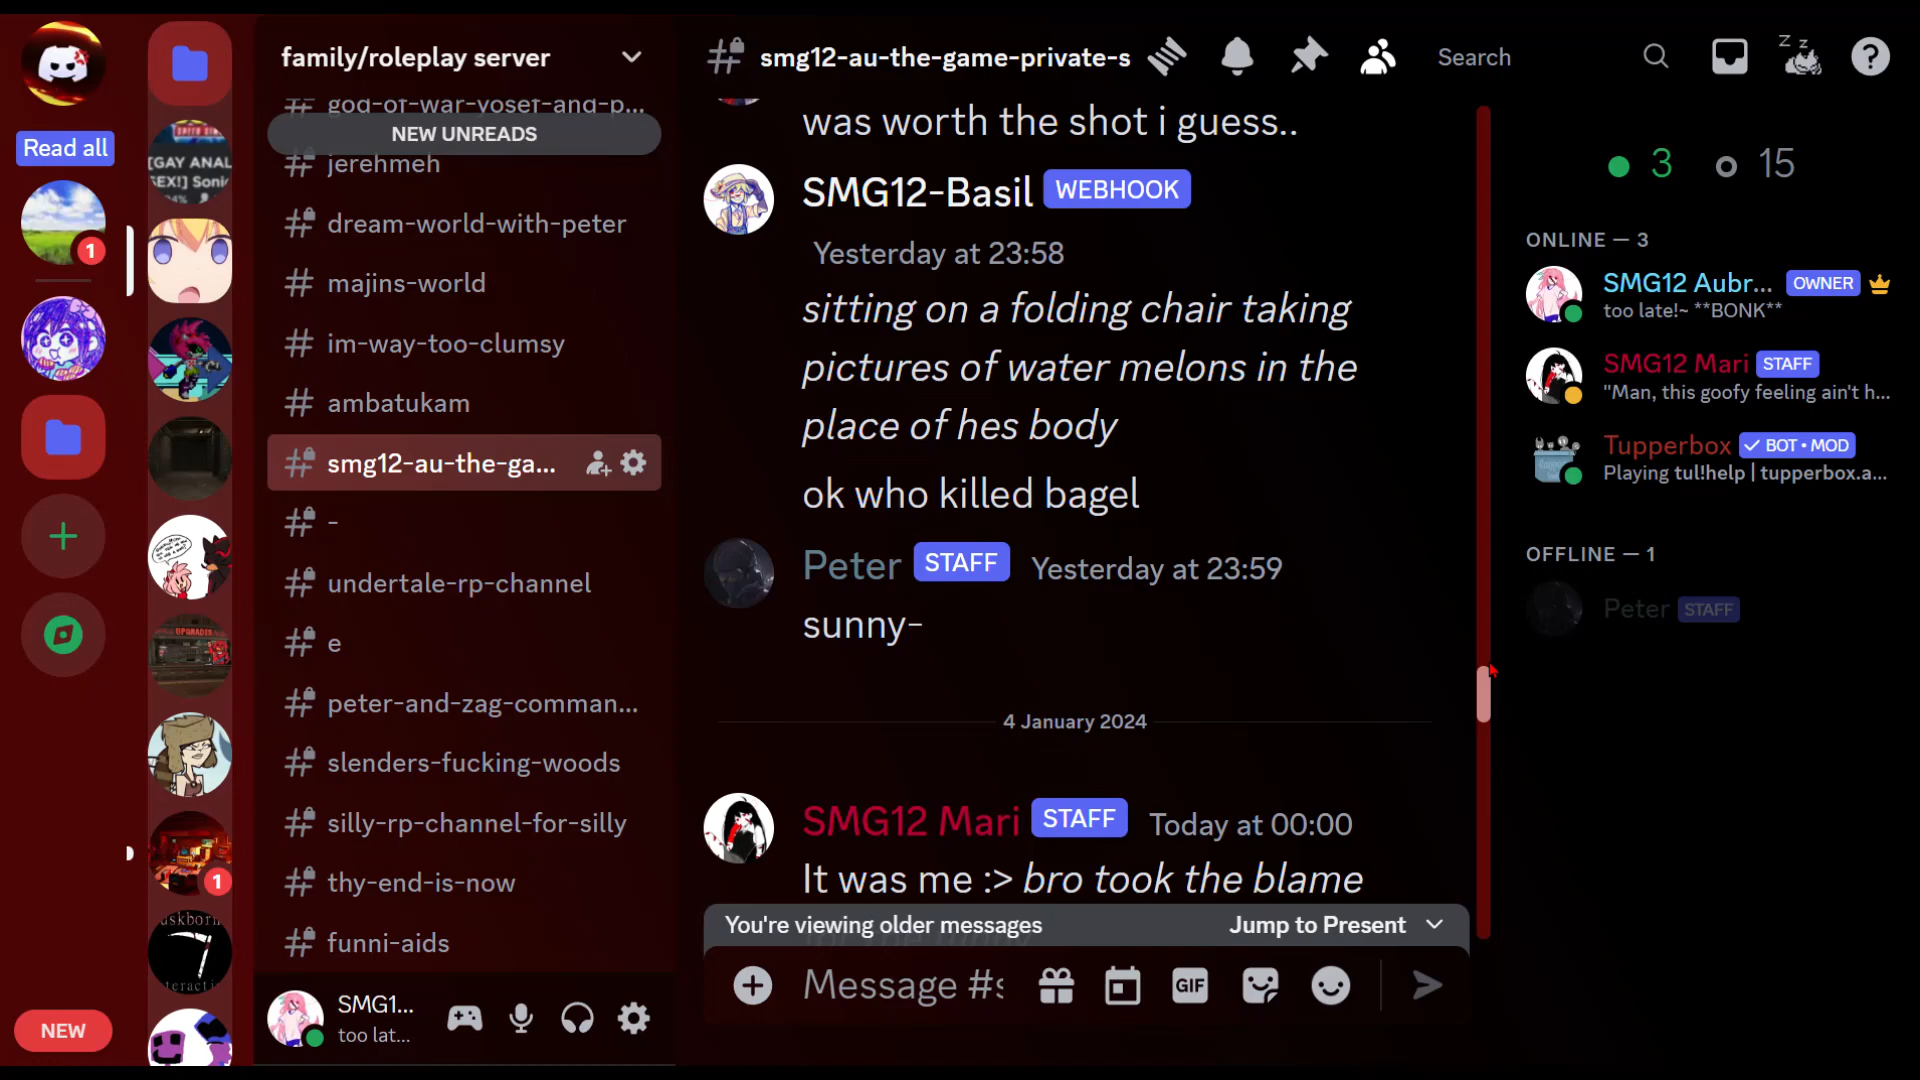 Read all
1
NEW
[GAY ANAL
SEX!] Soni
UPGRADES
1
family/roleplay server
god-of-war-yosef-and-p...
NEW UNREADS
jerehmeh
dream-world-with-peter
majins-world
im-way-too-clumsy
ambatukam
smg12-au-the-ga...
-
undertale-rp-channel
e
peter-and-zag-comman...
slenders-fucking-woods
silly-rp-channel-for-silly
thy-end-is-now
funni-aids
SMG1...
too lat...
smg12-au-the-game-private-s
Search
was worth the shot i guess..
SMG12-Basil WEBHOOK
Yesterday at 23:58
sitting on a folding chair taking
pictures of water melons in the
place of hes body
ok who killed bagel
Peter STAFF Yesterday at 23:59
sunny-
4 January 2024
SMG12 Mari STAFF Today at 00:00
It was me :> bro took the blame
You're viewing older messages Jump to Present
Message #s
GIF
3 15
ONLINE — 3
SMG12 Aubr... OWNER
too late!~ **BONK**
SMG12 Mari STAFF
"Man, this goofy feeling ain't h...
Tupperbox ✓ BOT • MOD
Playing tul!help | tupperbox.a...
OFFLINE — 1
Peter STAFF